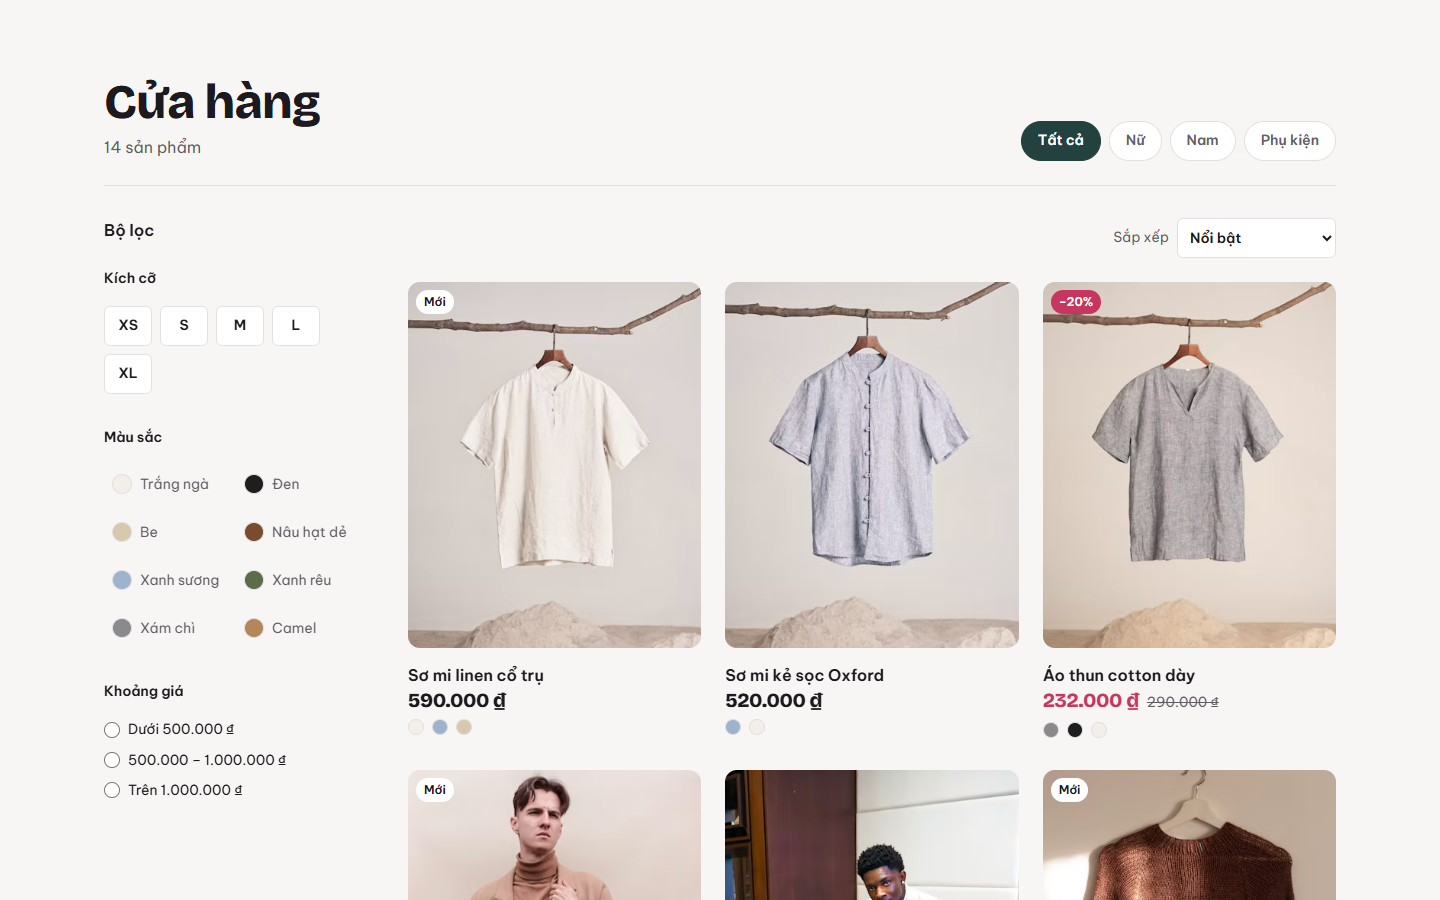 Cửa hàng
14 sản phẩm
Tất cả
Nữ
Nam
Phụ kiện
Bộ lọc
Sắp xếp
Nổi bật
Kích cỡ
XS
S
M
L
XL
Màu sắc
Trắng ngà
Đen
Be
Nâu hạt dẻ
Xanh sương
Xanh rêu
Xám chì
Camel
Khoảng giá
Dưới 500.000 ₫
500.000 – 1.000.000 ₫
Trên 1.000.000 ₫
Mới
Sơ mi linen cổ trụ
590.000 ₫
Sơ mi kẻ sọc Oxford
520.000 ₫
−20%
Áo thun cotton dày
232.000 ₫ 290.000 ₫
Mới
Mới